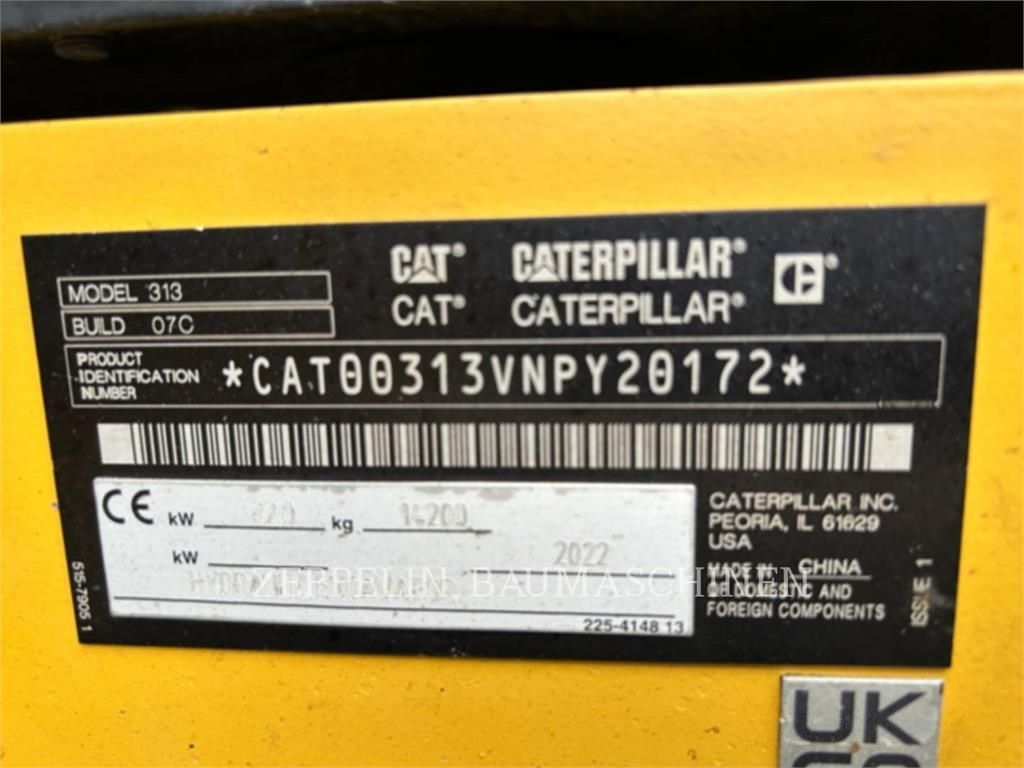 CAT® CATERPILLAR®
CAT® CATERPILLAR®
MODEL 313
BUILD 07C
PRODUCT
IDENTIFICATION
NUMBER
*CAT00313VNPY20172*
CE kW kg 14200
kW 2022
225-4148 13
515-7905 1
CATERPILLAR INC.
PEORIA, IL 61629
USA
MADE IN CHINA
OF DOMESTIC AND
FOREIGN COMPONENTS
ISSUE 1
ZEPPELIN BAUMASCHINEN
UK